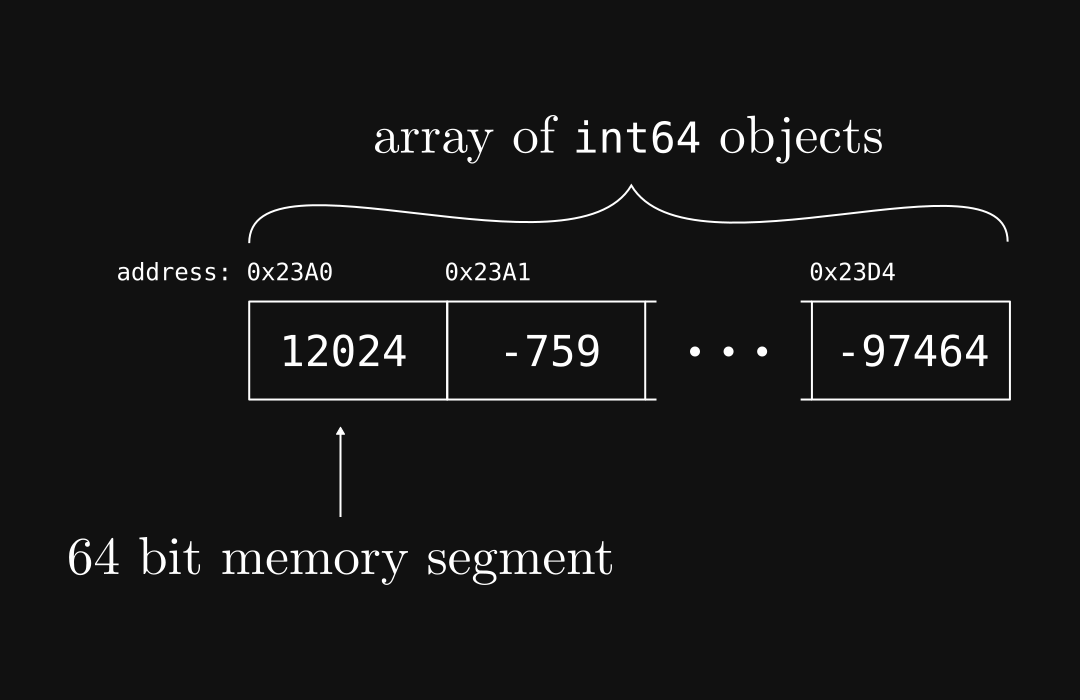 array of int64 objects
address: 0x23A0 0x23A1 0x23D4
12024 -759 • • • -97464
64 bit memory segment